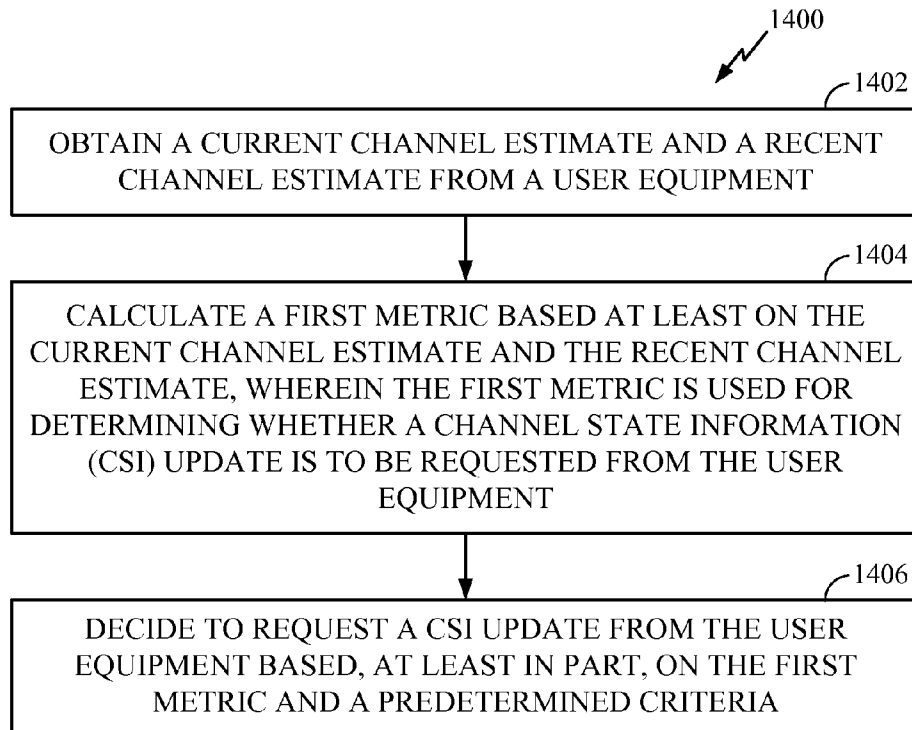 1400
1402
OBTAIN A CURRENT CHANNEL ESTIMATE AND A RECENT
CHANNEL ESTIMATE FROM A USER EQUIPMENT
1404
CALCULATE A FIRST METRIC BASED AT LEAST ON THE
CURRENT CHANNEL ESTIMATE AND THE RECENT CHANNEL
ESTIMATE, WHEREIN THE FIRST METRIC IS USED FOR
DETERMINING WHETHER A CHANNEL STATE INFORMATION
(CSI) UPDATE IS TO BE REQUESTED FROM THE USER
EQUIPMENT
1406
DECIDE TO REQUEST A CSI UPDATE FROM THE USER
EQUIPMENT BASED, AT LEAST IN PART, ON THE FIRST
METRIC AND A PREDETERMINED CRITERIA